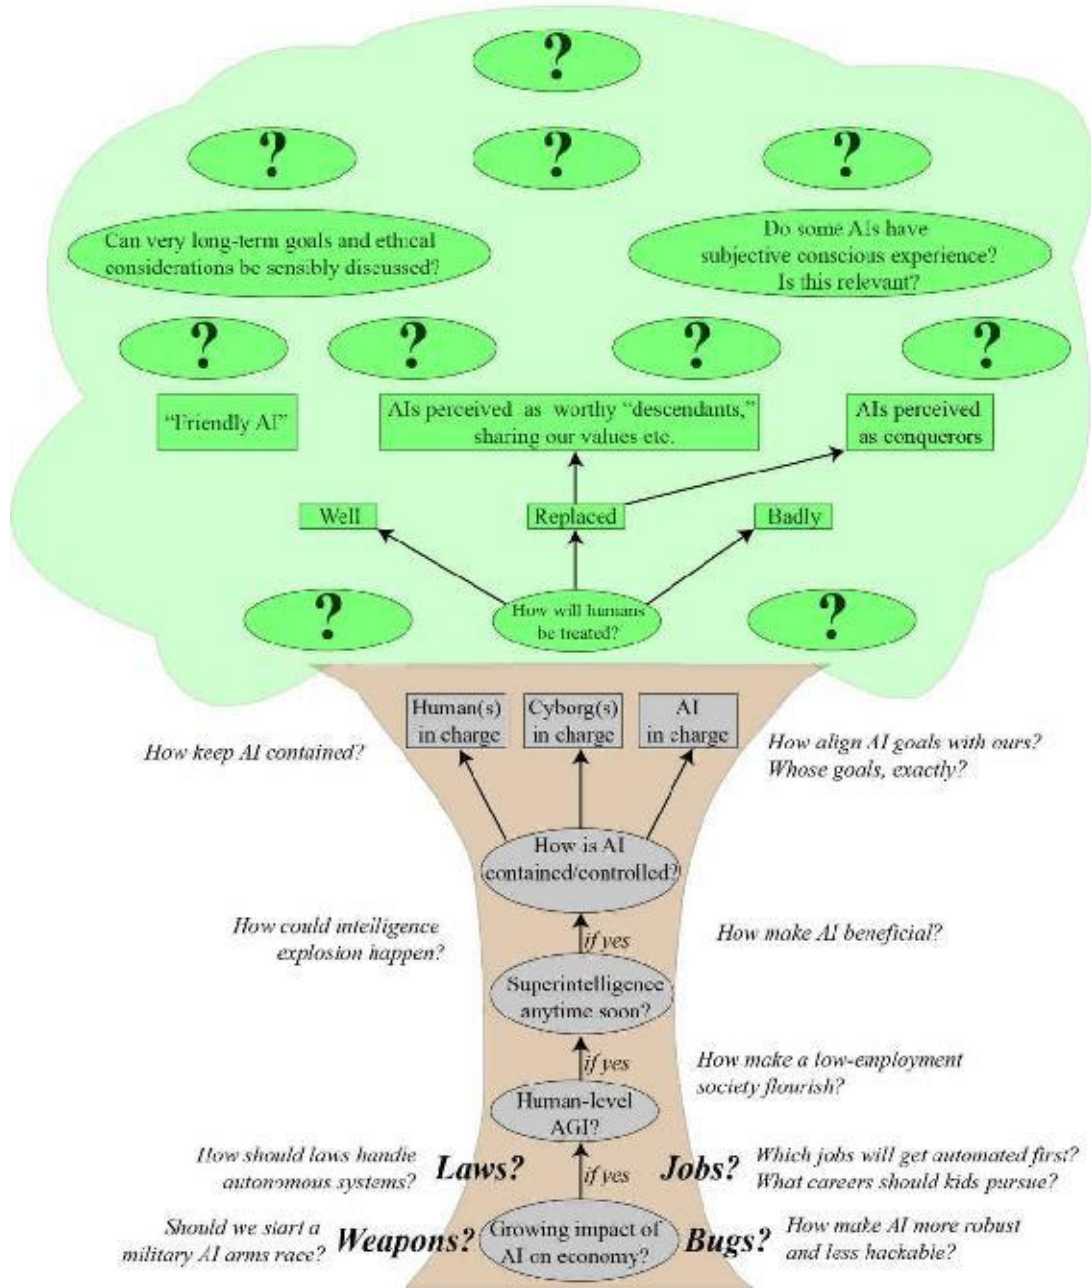 ?
?
?
?
Can very long-term goals and ethical
considerations be sensibly discussed?
Do some AIs have
subjective conscious experience?
Is this relevant?
?
?
?
?
“Friendly AI”
AIs perceived as worthy “descendants,”
sharing our values etc.
AIs perceived
as conquerors
Well
Replaced
Badly
?
How will humans
be treated?
?
Human(s)
in charge
Cyborg(s)
in charge
AI
in charge
How keep AI contained?
How align AI goals with ours?
Whose goals, exactly?
How is AI
contained/controlled?
How could intelligence
explosion happen?
if yes
How make AI beneficial?
Superintelligence
anytime soon?
if yes
How make a low-employment
society flourish?
Human-level
AGI?
How should laws handle
autonomous systems?
Laws?
if yes
Jobs?
Which jobs will get automated first?
What careers should kids pursue?
Should we start a
military AI arms race?
Weapons?
Growing impact of
AI on economy?
Bugs?
How make AI more robust
and less hackable?